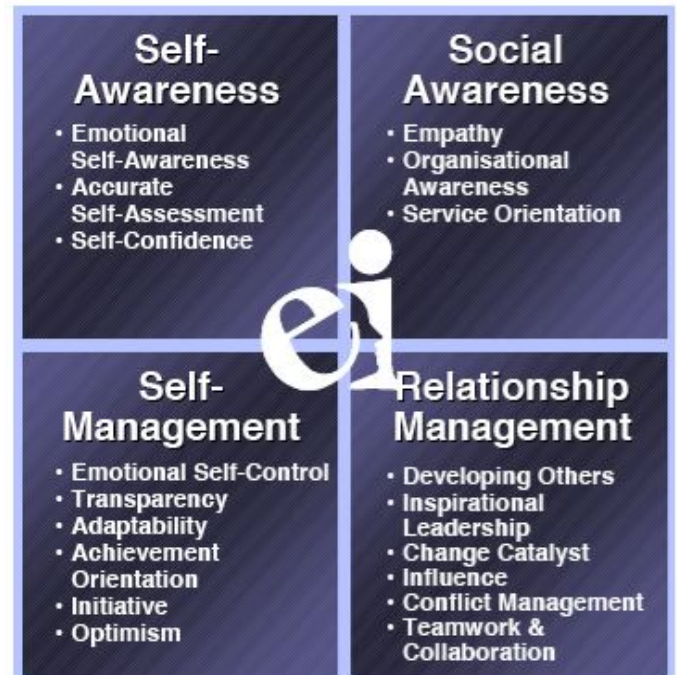 Self-
Awareness
• Emotional
Self-Awareness
• Accurate
Self-Assessment
• Self-Confidence
Social
Awareness
• Empathy
• Organisational
Awareness
• Service Orientation
ei
Self-
Management
• Emotional Self-Control
• Transparency
• Adaptability
• Achievement
Orientation
• Initiative
• Optimism
Relationship
Management
• Developing Others
• Inspirational
Leadership
• Change Catalyst
• Influence
• Conflict Management
• Teamwork &
Collaboration